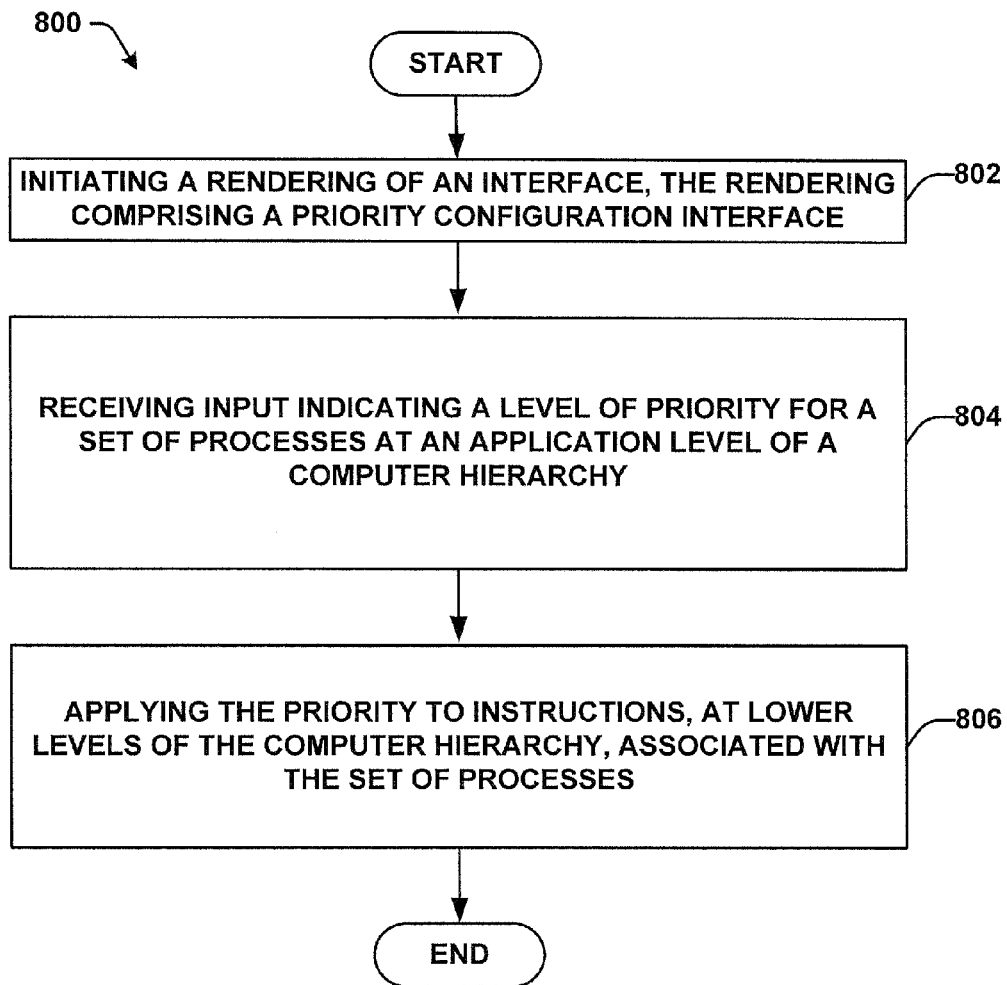 800
START
INITIATING A RENDERING OF AN INTERFACE, THE RENDERING
COMPRISING A PRIORITY CONFIGURATION INTERFACE
802
RECEIVING INPUT INDICATING A LEVEL OF PRIORITY FOR A
SET OF PROCESSES AT AN APPLICATION LEVEL OF A
COMPUTER HIERARCHY
804
APPLYING THE PRIORITY TO INSTRUCTIONS, AT LOWER
LEVELS OF THE COMPUTER HIERARCHY, ASSOCIATED WITH
THE SET OF PROCESSES
806
END